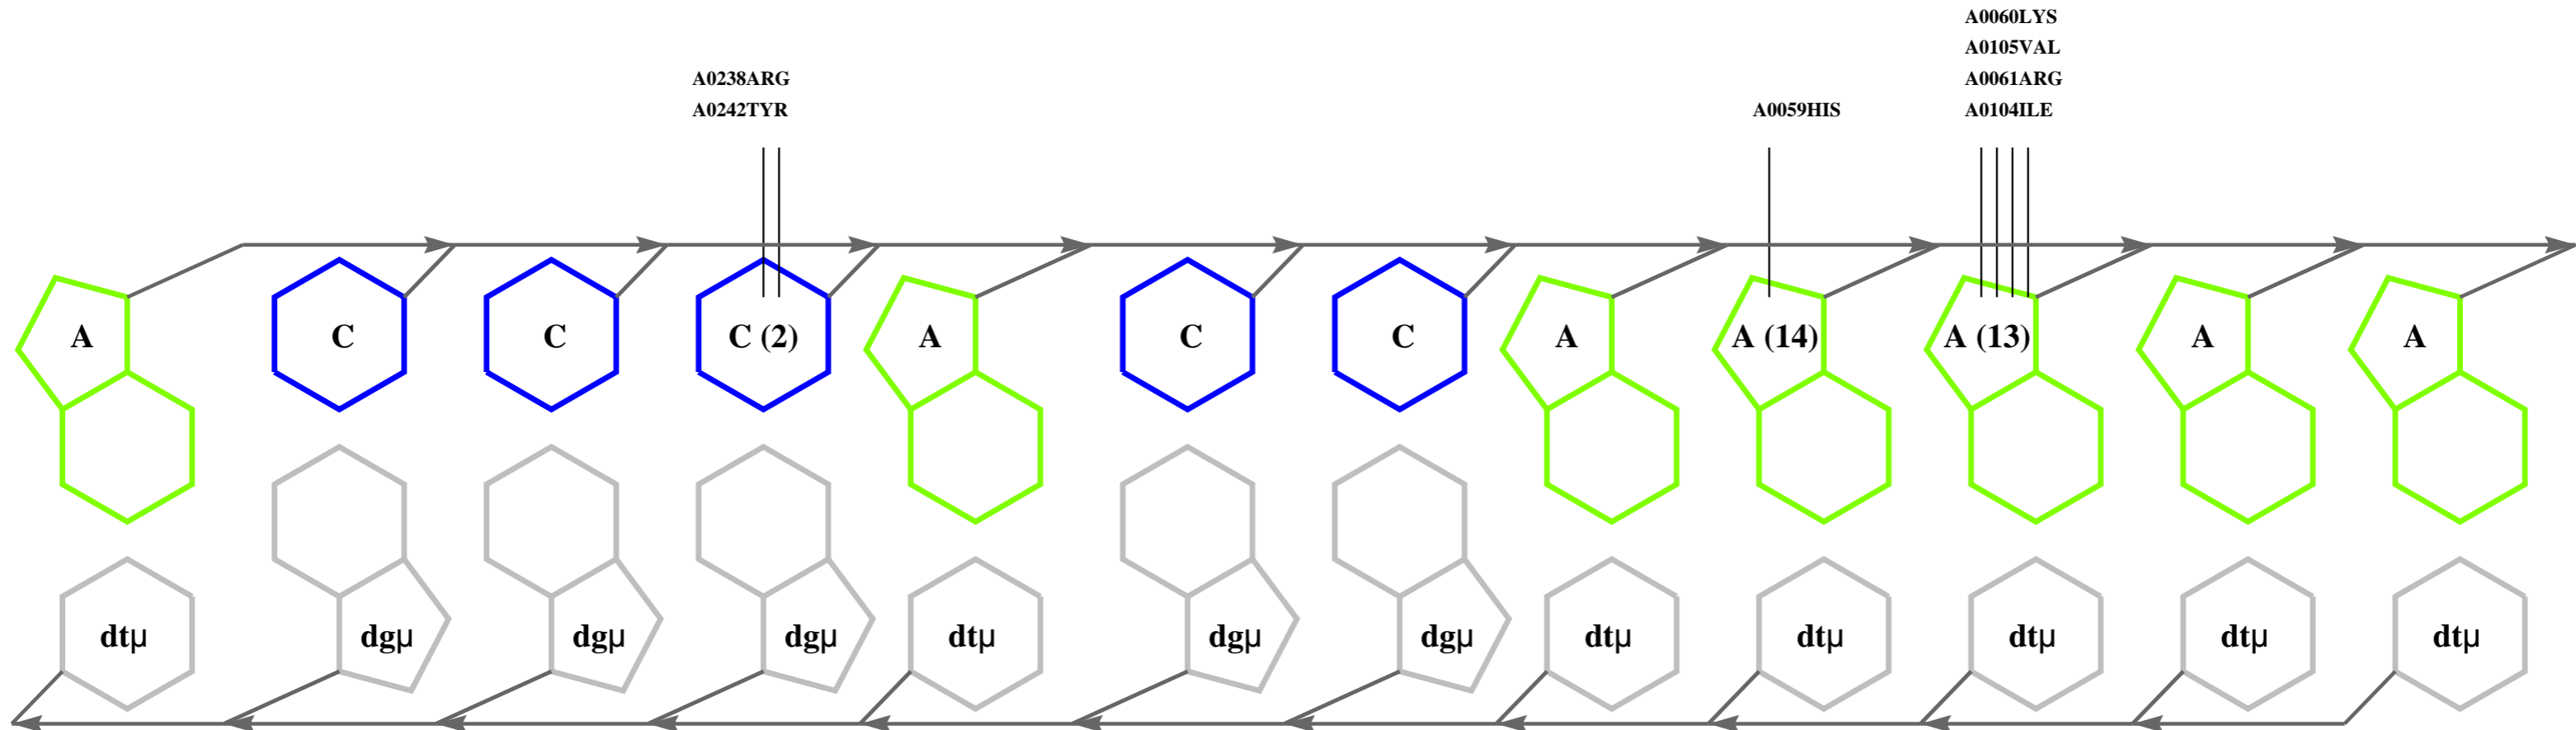 A0060LYS
A0105VAL
A0238ARG A0061ARG
A0242TYR A0059HIS A0104ILE
A C C C (2) A C C A A (14) A (13) A A
dtμ dgμ dgμ dgμ dtμ dgμ dgμ dtμ dtμ dtμ dtμ dtμ